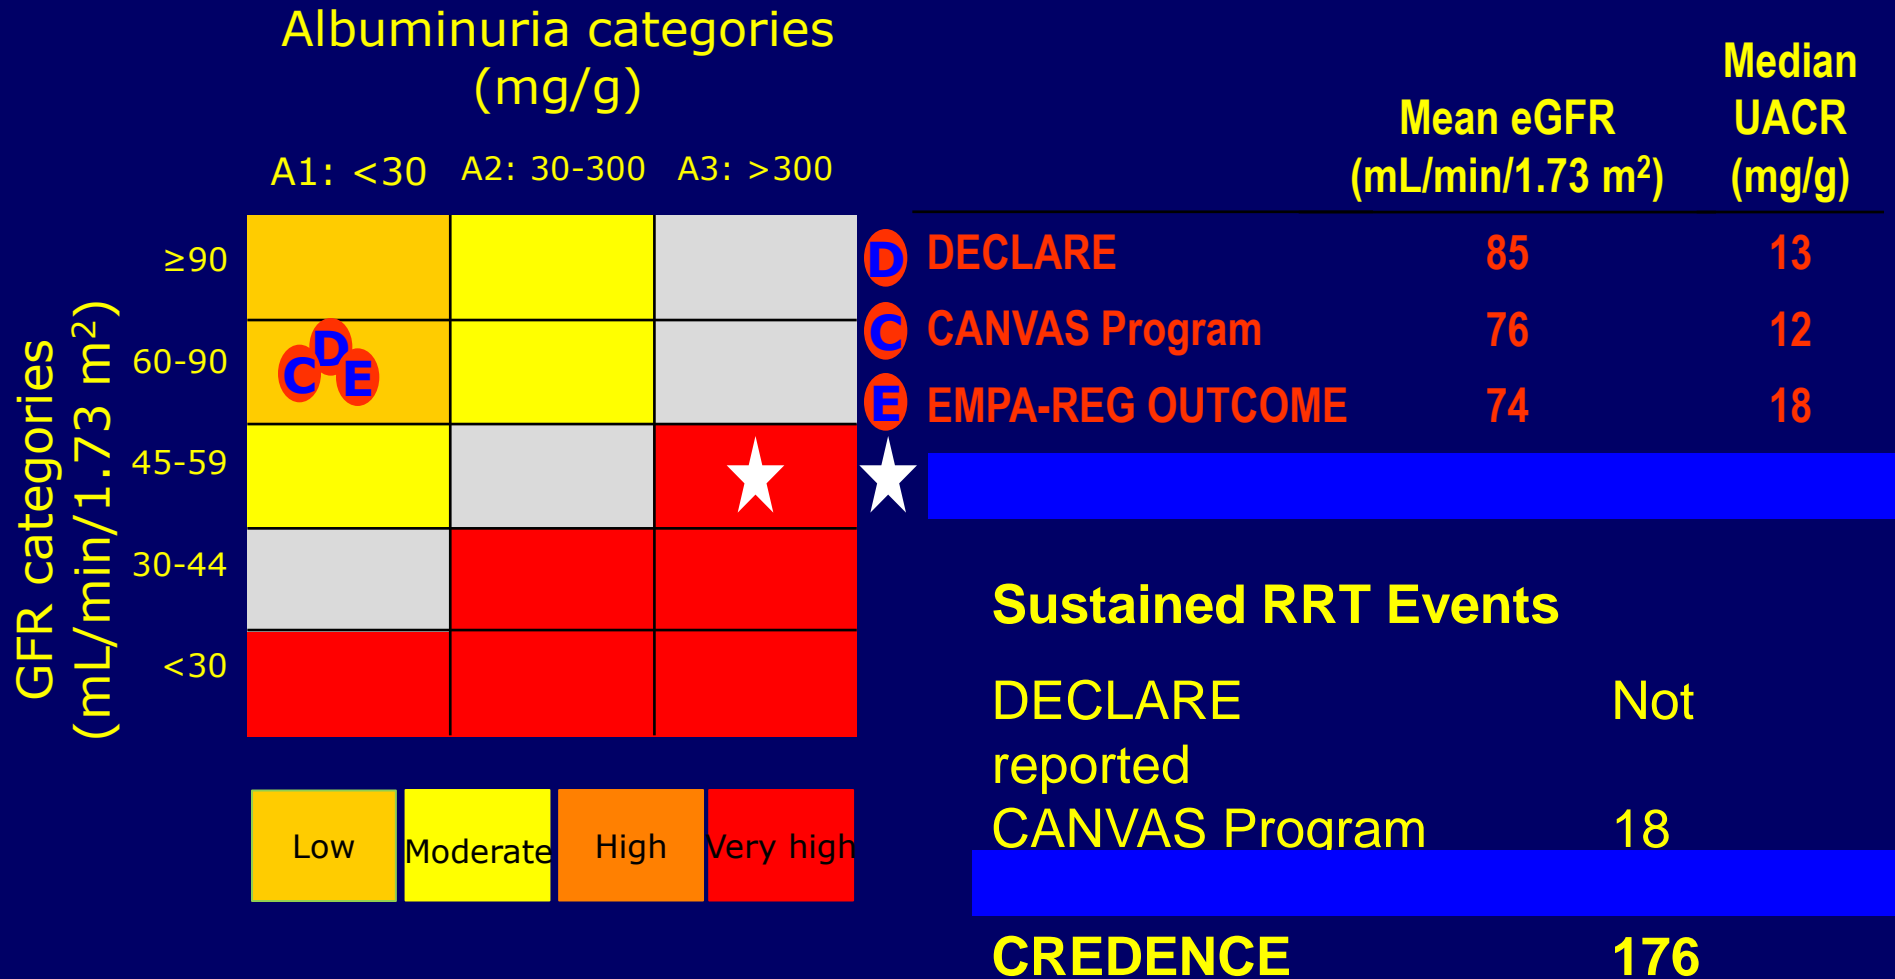 Albuminuria categories
(mg/g)
A1: <30 A2: 30-300 A3: >300
GFR categories
(mL/min/1.73 m²)
≥90
60-90
45-59
30-44
<30
C D E
Low Moderate High Very high
Mean eGFR
(mL/min/1.73 m²)
Median
UACR
(mg/g)
D DECLARE 85 13
C CANVAS Program 76 12
E EMPA-REG OUTCOME 74 18
Sustained RRT Events
DECLARE Not
reported
CANVAS Program 18
CREDENCE 176